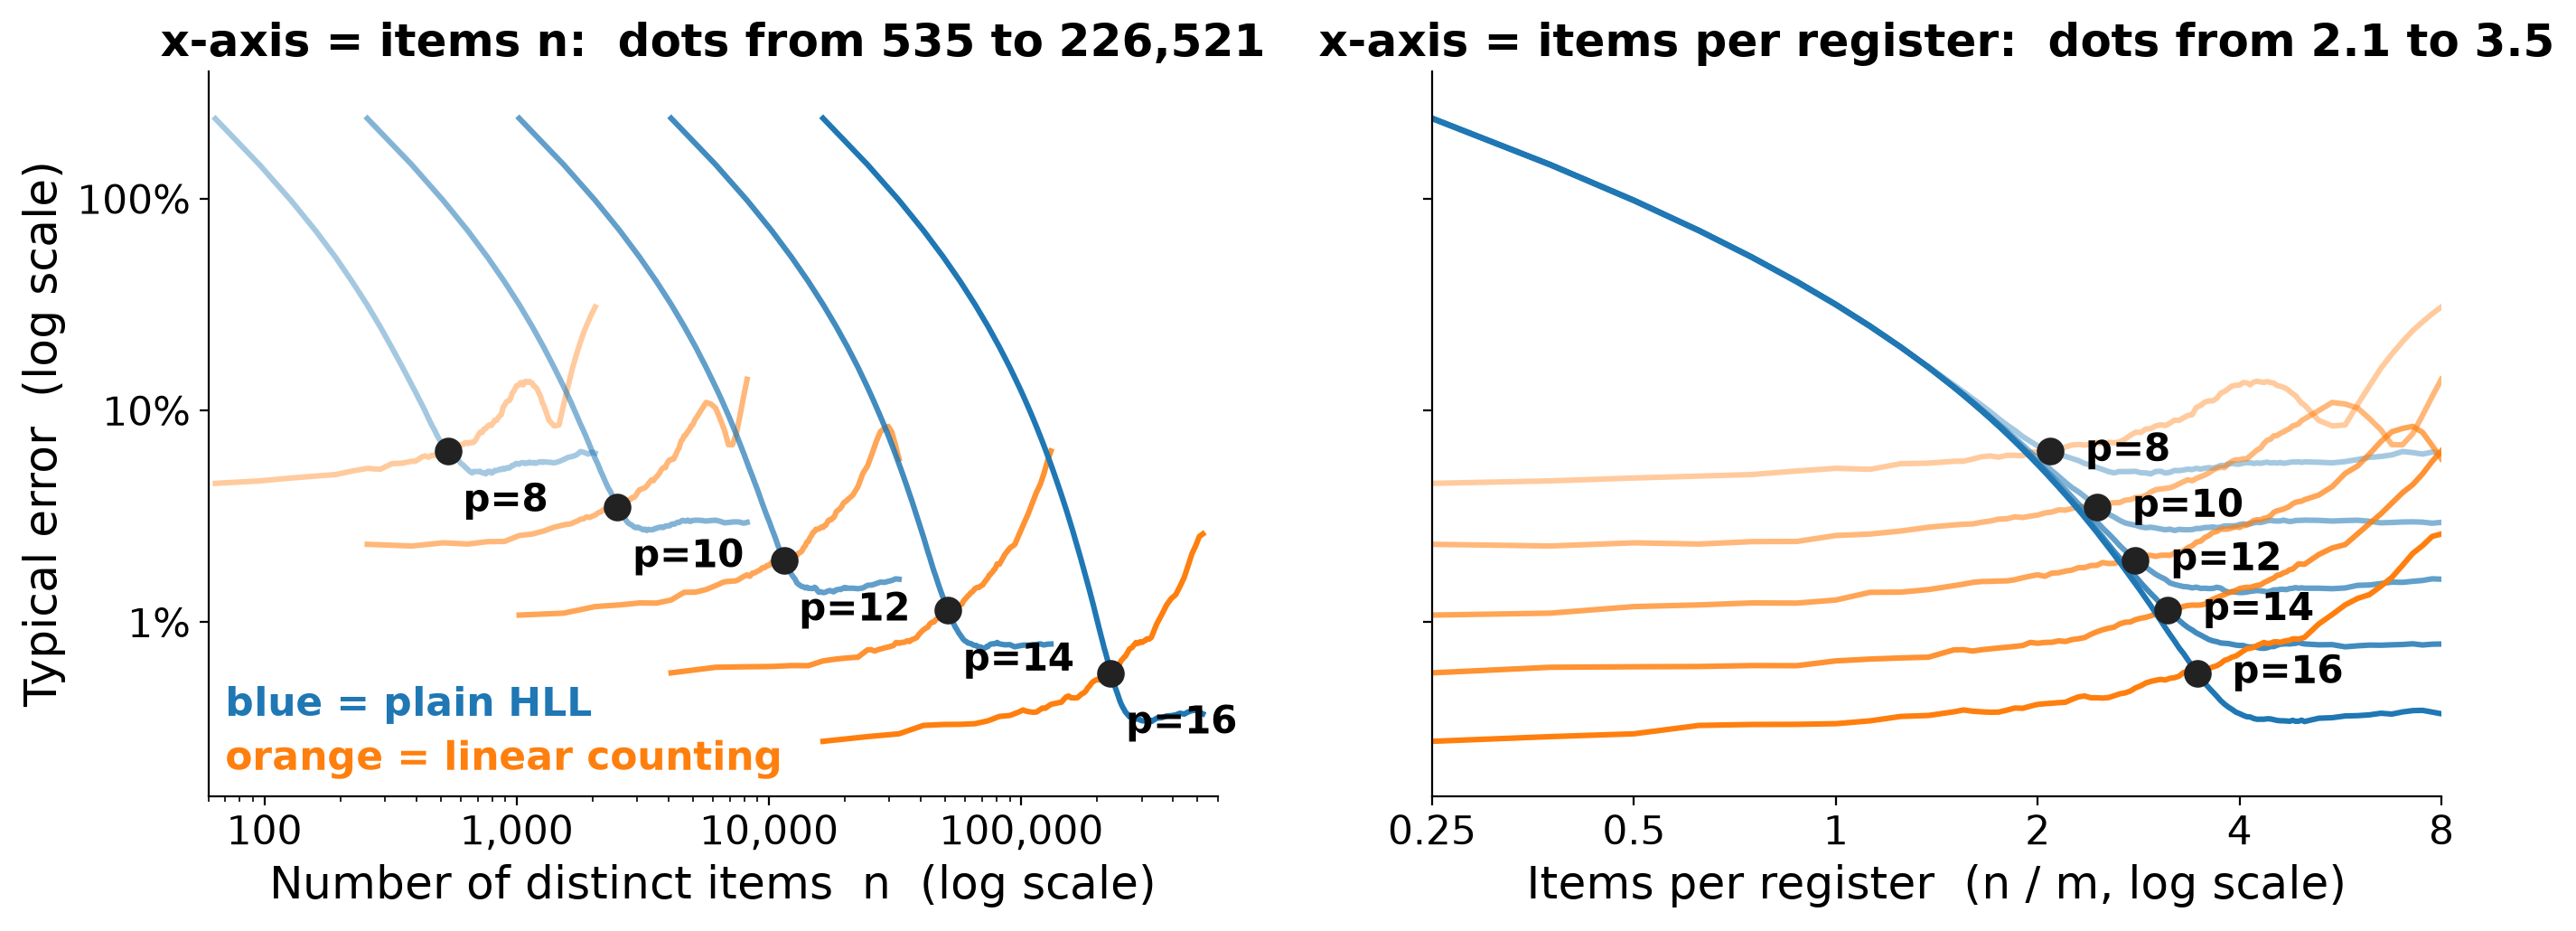 x-axis = items n:  dots from 535 to 226,521
Typical error  (log scale)
100%
10%
1%
p=8
p=10
p=12
p=14
p=16
blue = plain HLL
orange = linear counting
100
1,000
10,000
100,000
Number of distinct items  n  (log scale)
x-axis = items per register:  dots from 2.1 to 3.5
p=8
p=10
p=12
p=14
p=16
0.25
0.5
1
2
4
8
Items per register  (n / m, log scale)